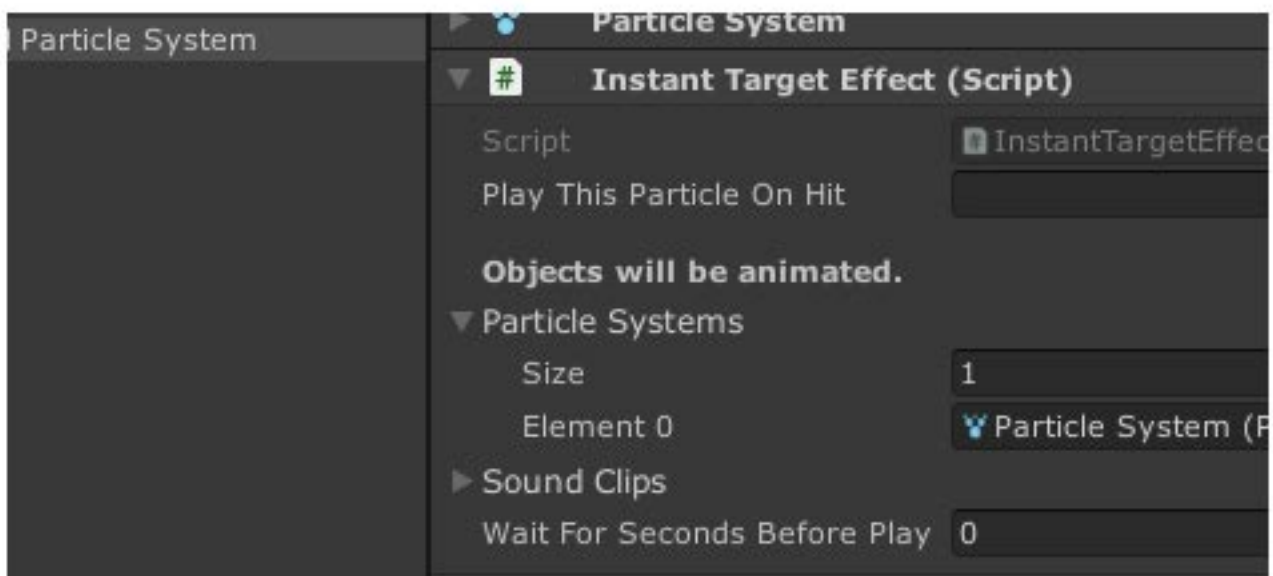 Particle System
Particle System
# Instant Target Effect (Script)
Script # InstantTargetEffec
Play This Particle On Hit
Objects will be animated.
Particle Systems
Size 1
Element 0 Particle System (P
Sound Clips
Wait For Seconds Before Play 0